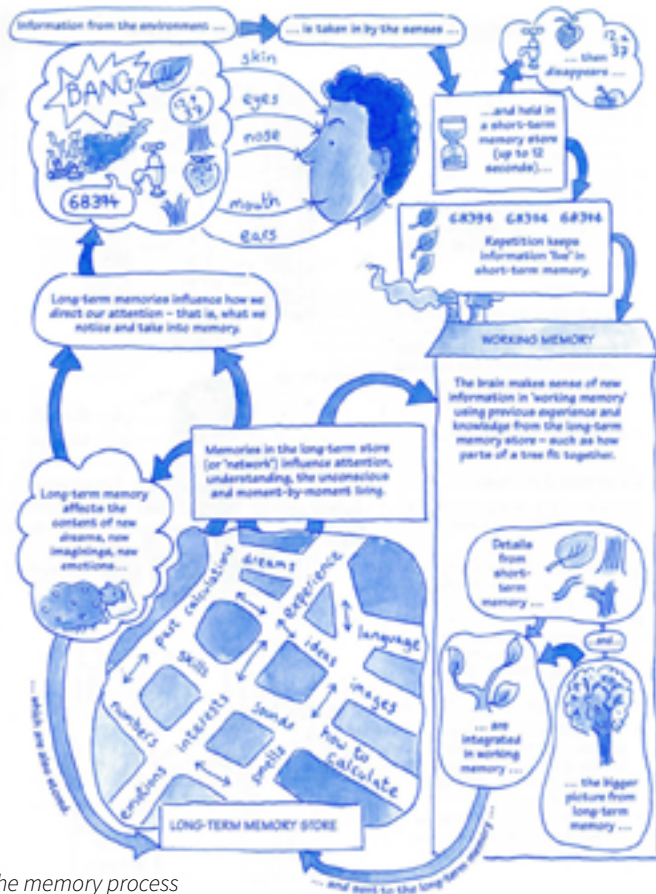 Information from the environment ...
... is taken in by the senses ...
12 +
37
... then
disappears ...
BANG
12 +
37
68394
skin
eyes
nose
mouth
ears
...and held in
a short-term
memory store
(up to 12
seconds)...
68394 68394 68394
Repetition keeps
information 'live' in
short-term memory.
Long-term memories influence how we
direct our attention – that is, what we
notice and take into memory.
WORKING MEMORY
The brain makes sense of new
information in 'working memory'
using previous experience and
knowledge from the long-term
memory store – such as how
parts of a tree fit together.
Memories in the long-term store
(or 'network') influence attention,
understanding, the unconscious
and moment-by-moment living.
Long-term memory
affects the
content of new
dreams, new
imaginings, new
emotions...
Details
from
short-
term
memory ...
and
... are
integrated
in working
memory ...
... the bigger
picture from
long-term
memory ...
past calculating
dreams
experience
language
skills
ideas
images
numbers
interests
sounds
smells
how to
calculate
emotions
LONG-TERM MEMORY STORE
... which are also stored.
... and sent to the long-term memory ...
he memory process